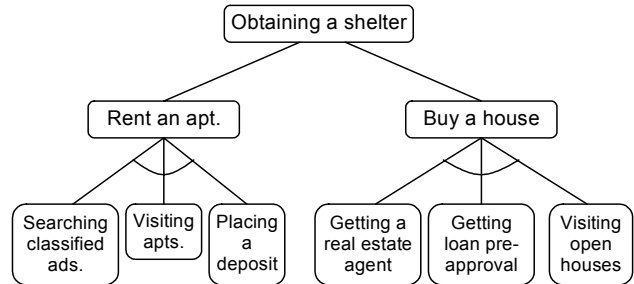 Obtaining a shelter
Rent an apt.
Buy a house
Searching
classified
ads.
Visiting
apts.
Placing
a
deposit
Getting a
real estate
agent
Getting
loan pre-
approval
Visiting
open
houses